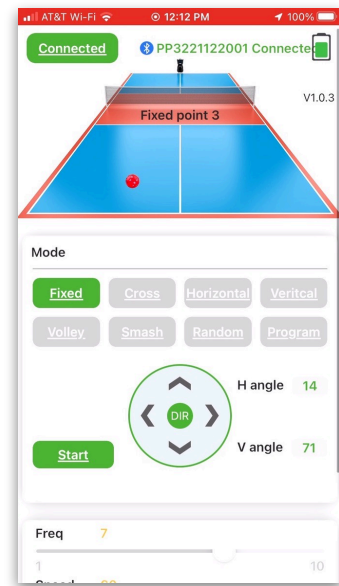 AT&T Wi-Fi 12:12 PM 100%
Connected PP3221122001 Connected
V1.0.3
Fixed point 3
Mode
Fixed Cross Horizontal Veritcal
Volley Smash Random Program
H angle 14
DIR
V angle 71
Start
Freq 7
1 10